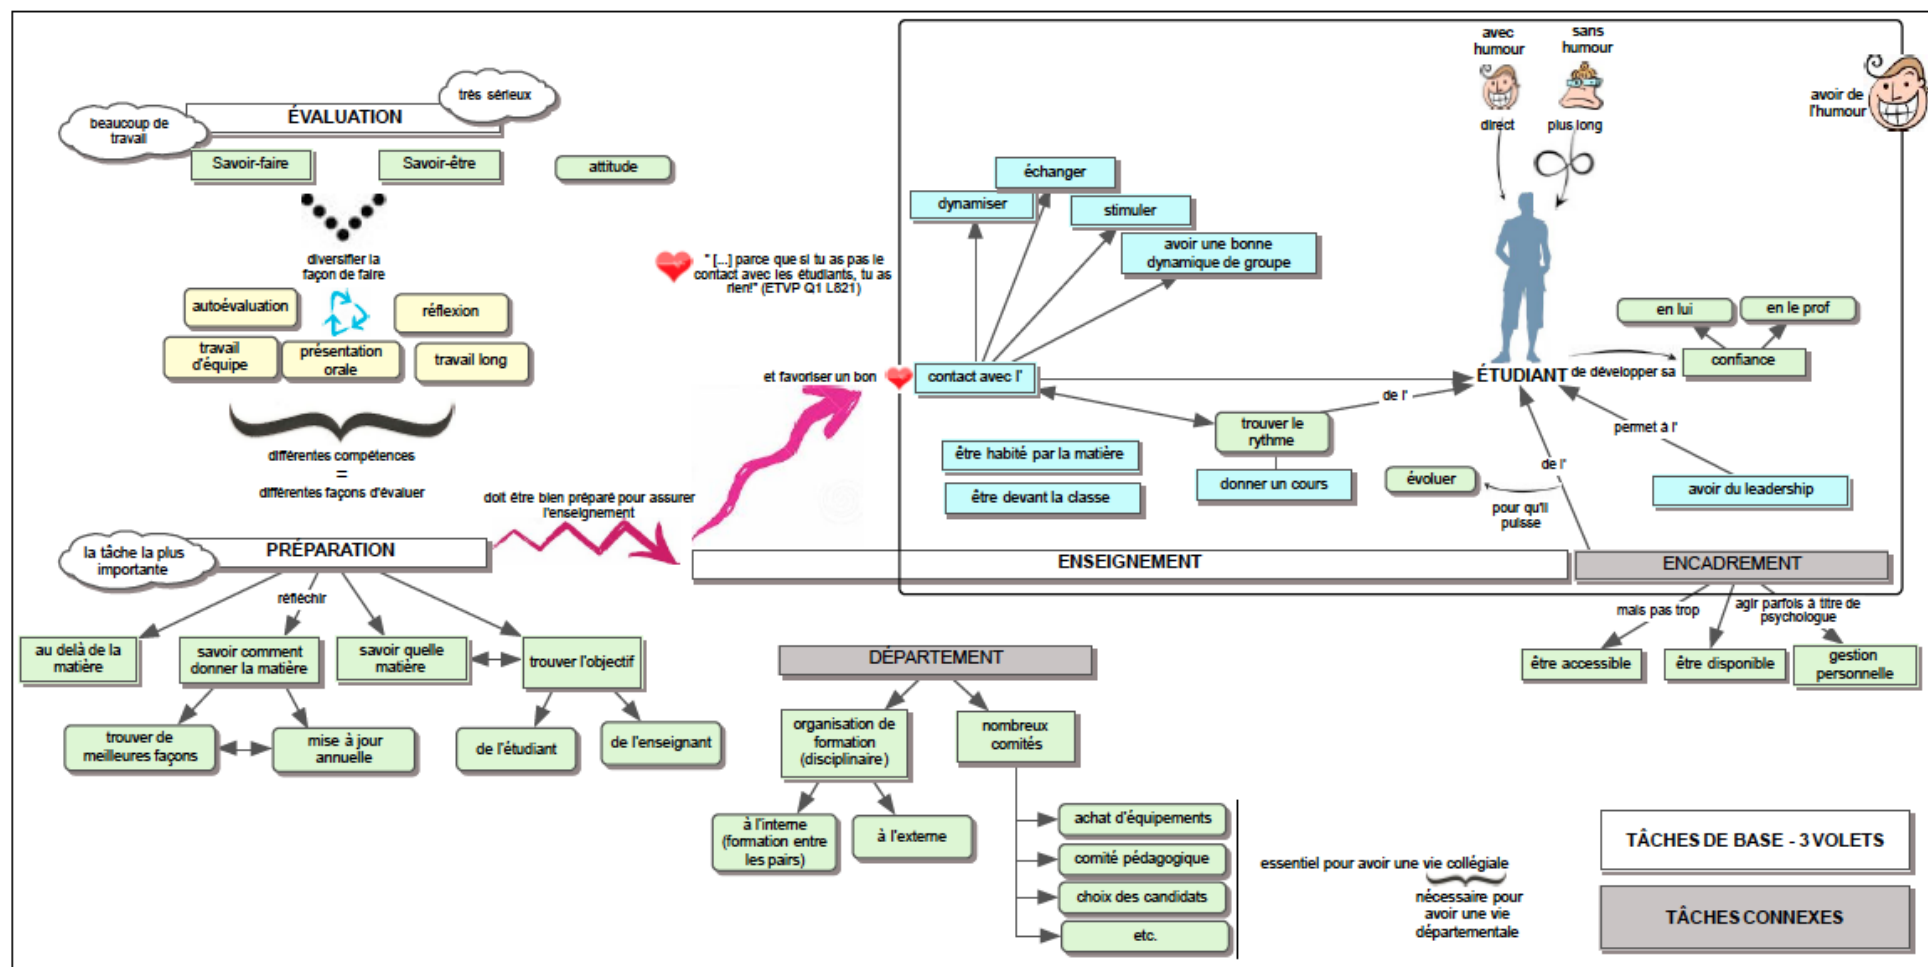 très sérieux
ÉVALUATION
beaucoup de
travail
Savoir-faire
Savoir-être
attitude
diversifier la
façon de faire
autoévaluation
réflexion
travail
d'équipe
présentation
orale
travail long
différentes compétences
=
différentes façons d'évaluer
la tâche la plus
importante
PRÉPARATION
doit être bien préparé pour assurer
l'enseignement
réfléchir
au delà de la
matière
savoir comment
donner la matière
savoir quelle
matière
trouver l'objectif
trouver de
meilleures façons
mise à jour
annuelle
de l'étudiant
de l'enseignant
" [...] parce que si tu as pas le
contact avec les étudiants, tu as
rien!" (ETVP Q1 L821)
et favoriser un bon
contact avec l'
dynamiser
échanger
stimuler
avoir une bonne
dynamique de groupe
avec
humour
sans
humour
direct
plus long
avoir de
l'humour
ÉTUDIANT
de développer sa
confiance
en lui
en le prof
de l'
trouver le
rythme
donner un cours
être habité par la matière
être devant la classe
permet à l'
avoir du leadership
de l'
évoluer
pour qu'il
puisse
ENSEIGNEMENT
ENCADREMENT
mais pas trop
agir parfois à titre de
psychologue
être accessible
être disponible
gestion
personnelle
DÉPARTEMENT
organisation de
formation
(disciplinaire)
nombreux
comités
à l'interne
(formation entre
les pairs)
à l'externe
achat d'équipements
comité pédagogique
choix des candidats
etc.
essentiel pour avoir une vie collégiale
nécessaire pour
avoir une vie
départementale
TÂCHES DE BASE - 3 VOLETS
TÂCHES CONNEXES